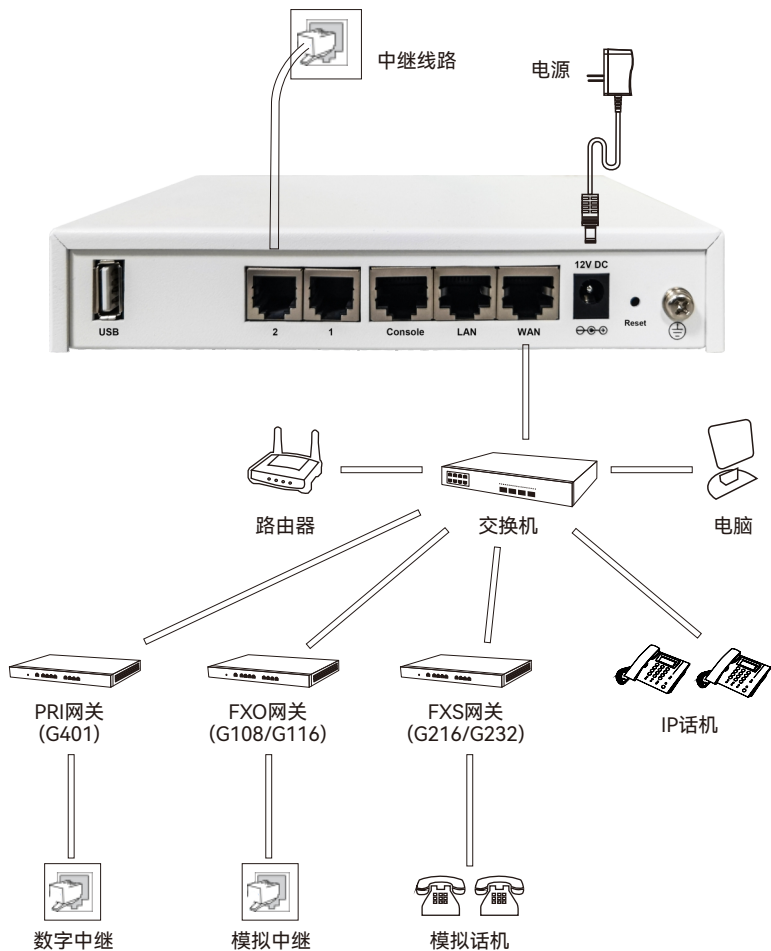 中继线路
电源
12V DC
USB
2
1
Console
LAN
WAN
Reset
路由器
交换机
电脑
PRI网关
(G401)
FXO网关
(G108/G116)
FXS网关
(G216/G232)
IP话机
数字中继
模拟中继
模拟话机